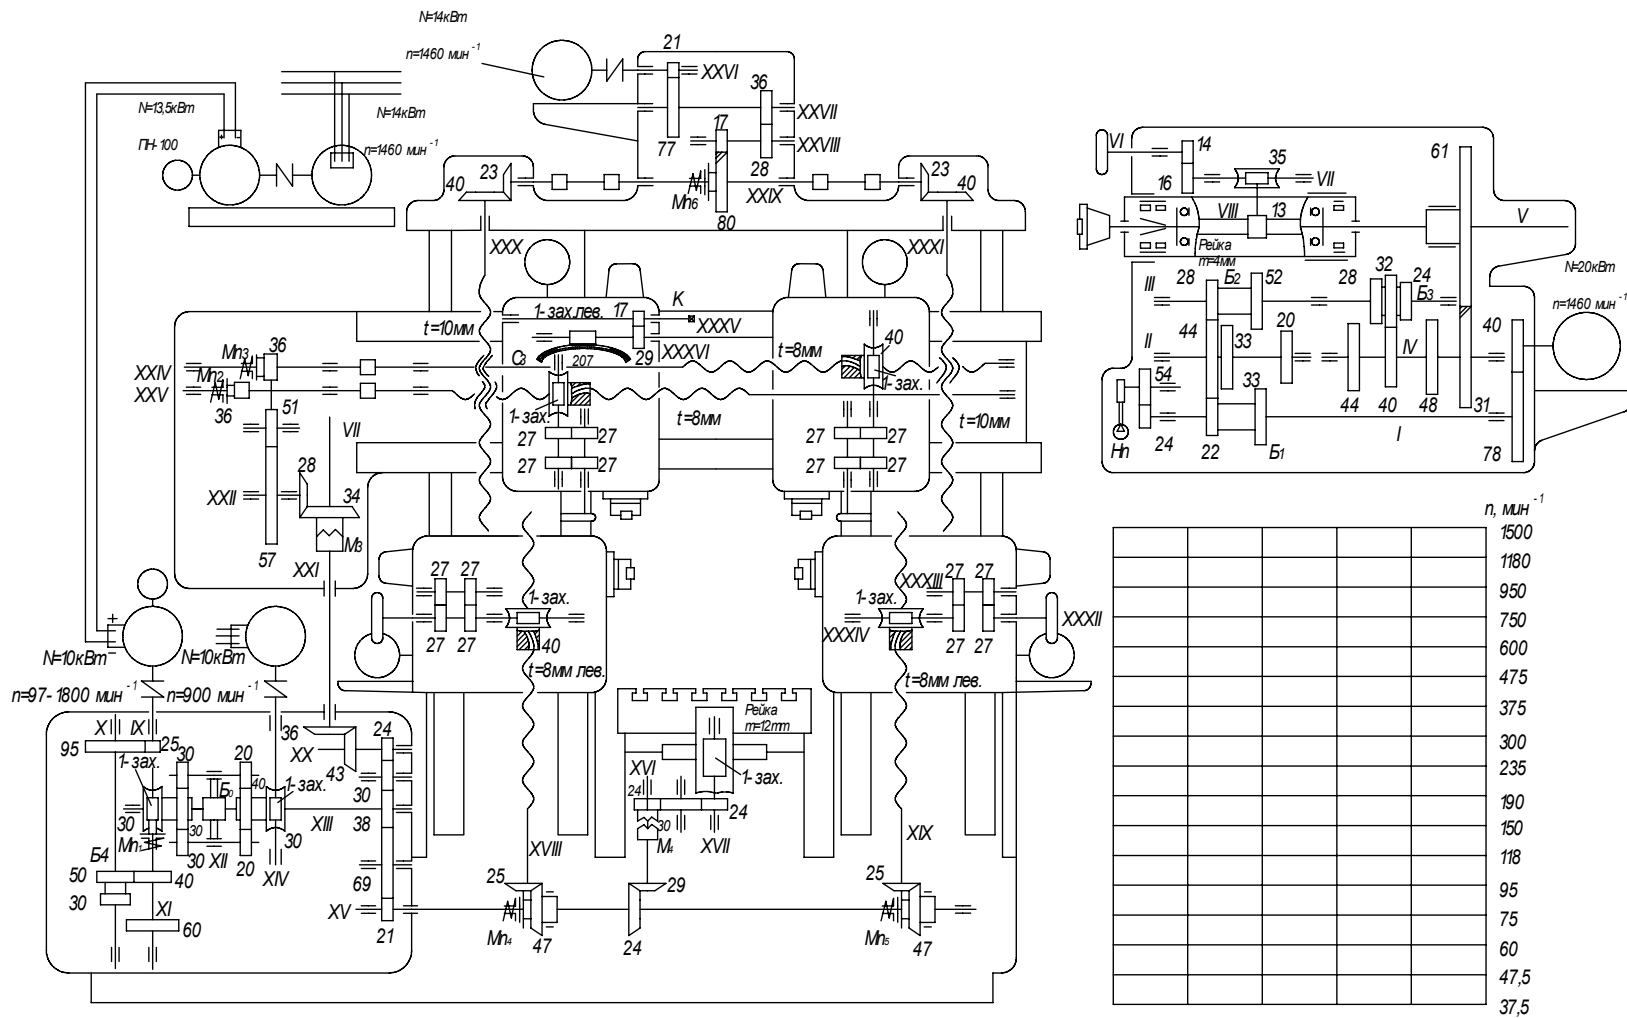 N=14кВт
n=1460 мин⁻¹
21
XXVI
36
XXVII
XXVIII
77
17
28
XXIX
80
Мп6
23
40
23
40
XXX
XXXI
N=13,5кВт
ПН-100
N=14кВт
n=1460 мин⁻¹
+
-
1-зах.лев.
17
K
XXXV
XXXVI
29
t=10мм
С3
207
t=8мм
40
1-зах.
1-зах.
t=8мм
t=10мм
27
27
27
27
27
27
27
27
Мп3
36
XXIV
Мп2
XXV
36
51
VII
28
34
XXII
57
М3
XXI
27
27
27
27
1-зах.
40
t=8мм лев.
1-зах.
XXXIII
27
27
27
27
XXXII
XXXIV
t=8мм лев.
+
–
N=10кВт
N=10кВт
n=97-1800 мин⁻¹
n=900 мин⁻¹
X
IX
95
25
1-зах.
30
Б0
20
40
36
1-зах.
XX
43
24
30
38
XIII
30
Мп1
30
30
XII
20
30
XIV
Б4
50
40
30
XI
60
69
XV
21
Рейка
m=12mm
1-зах.
XVI
24
30
24
М4
XVII
XVIII
XIX
25
29
25
Мп4
47
24
Мп5
47
VI
14
35
VII
16
VIII
13
61
V
Рейка
m=4мм
III
28
Б2
52
28
32
24
Б3
II
44
33
20
IV
40
54
33
44
40
48
31
Нп
24
22
Б1
I
78
N=20кВт
n=1460 мин⁻¹
n, мин⁻¹
1500
1180
950
750
600
475
375
300
235
190
150
118
95
75
60
47,5
37,5